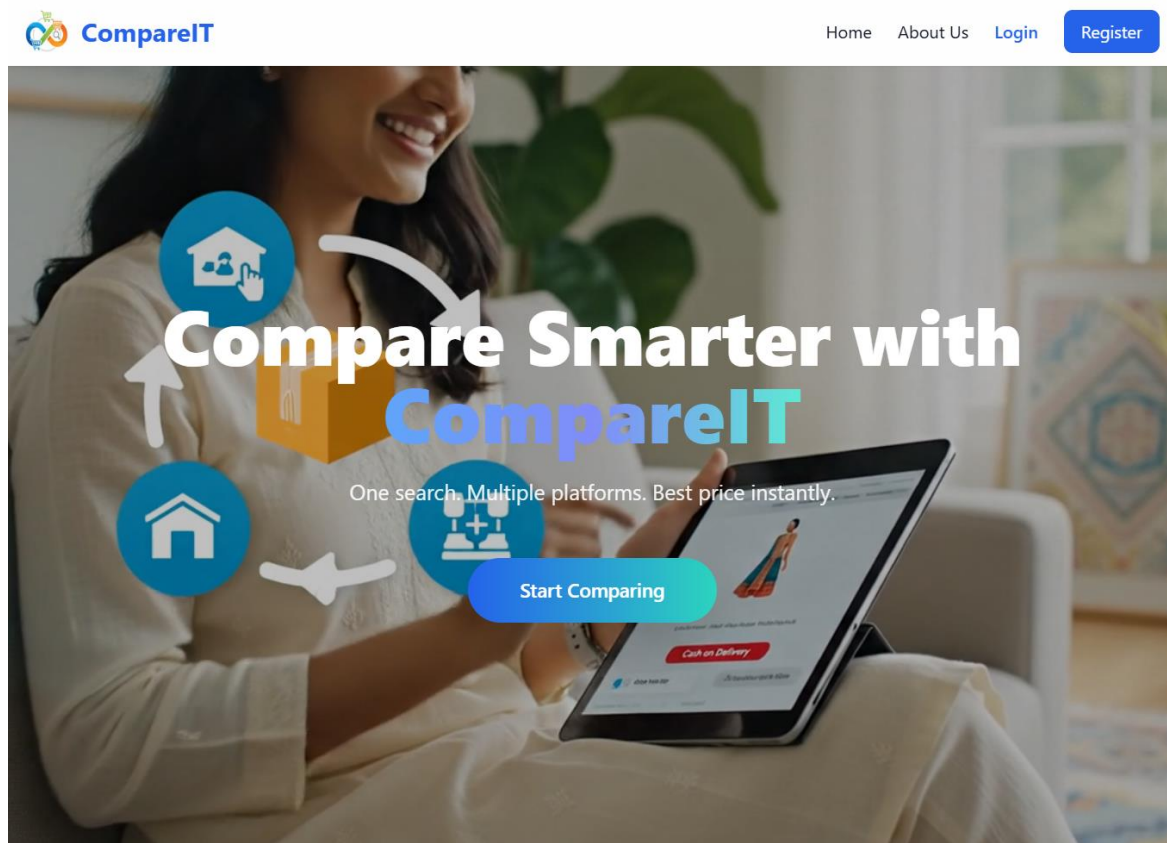 CompareIT
Home
About Us
Login
Register
Compare Smarter with
CompareIT
One search. Multiple platforms. Best price instantly.
Start Comparing
Cash on Delivery